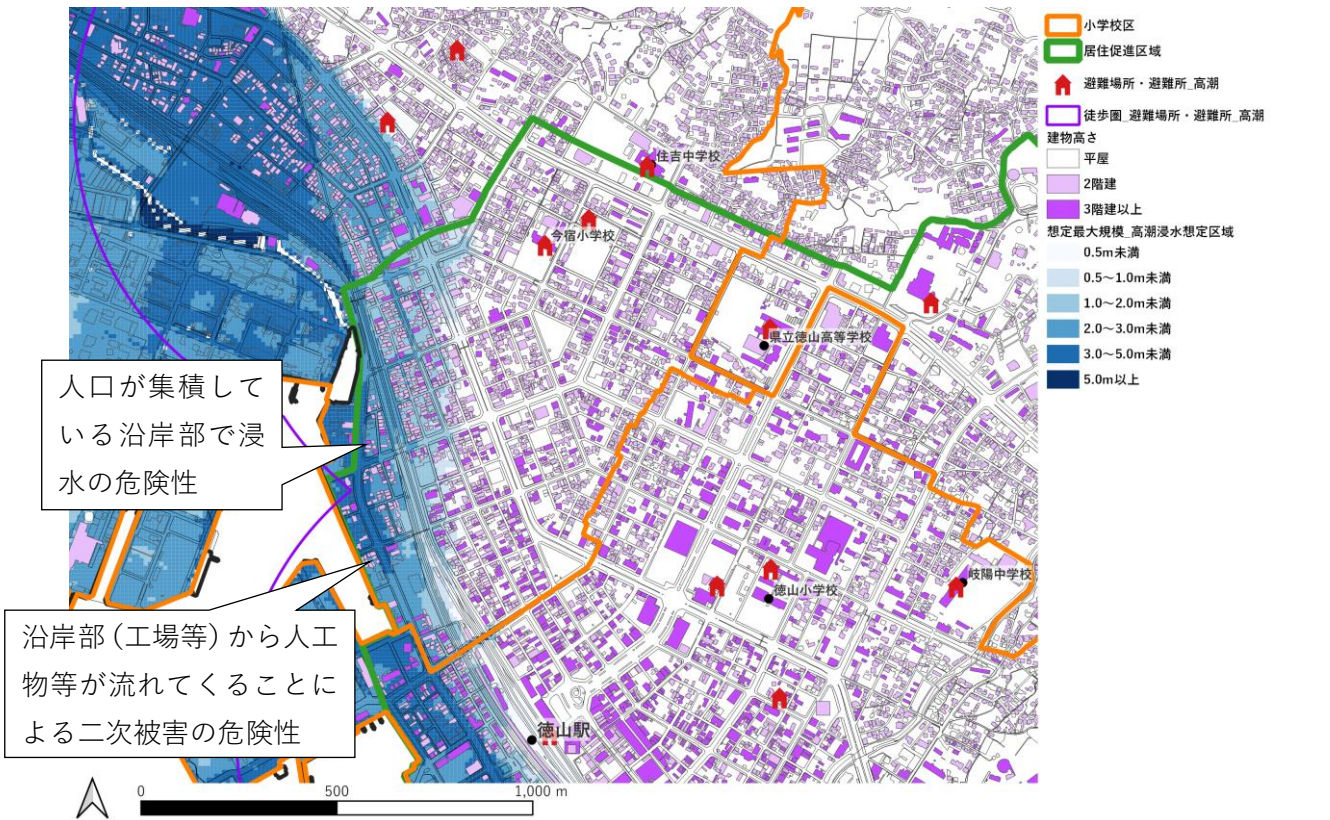 小学校区
居住促進区域
避難場所・避難所_高潮
徒歩圏_避難場所・避難所_高潮
建物高さ
平屋
2階建
3階建以上
想定最大規模_高潮浸水想定区域
0.5m未満
0.5～1.0m未満
1.0～2.0m未満
2.0～3.0m未満
3.0～5.0m未満
5.0m以上
住吉中学校
今宿小学校
県立徳山高等学校
人口が集積して
いる沿岸部で浸
水の危険性
岐陽中学校
徳山小学校
沿岸部(工場等)から人工
物等が流れてくることに
よる二次被害の危険性
徳山駅
0 500 1,000 m